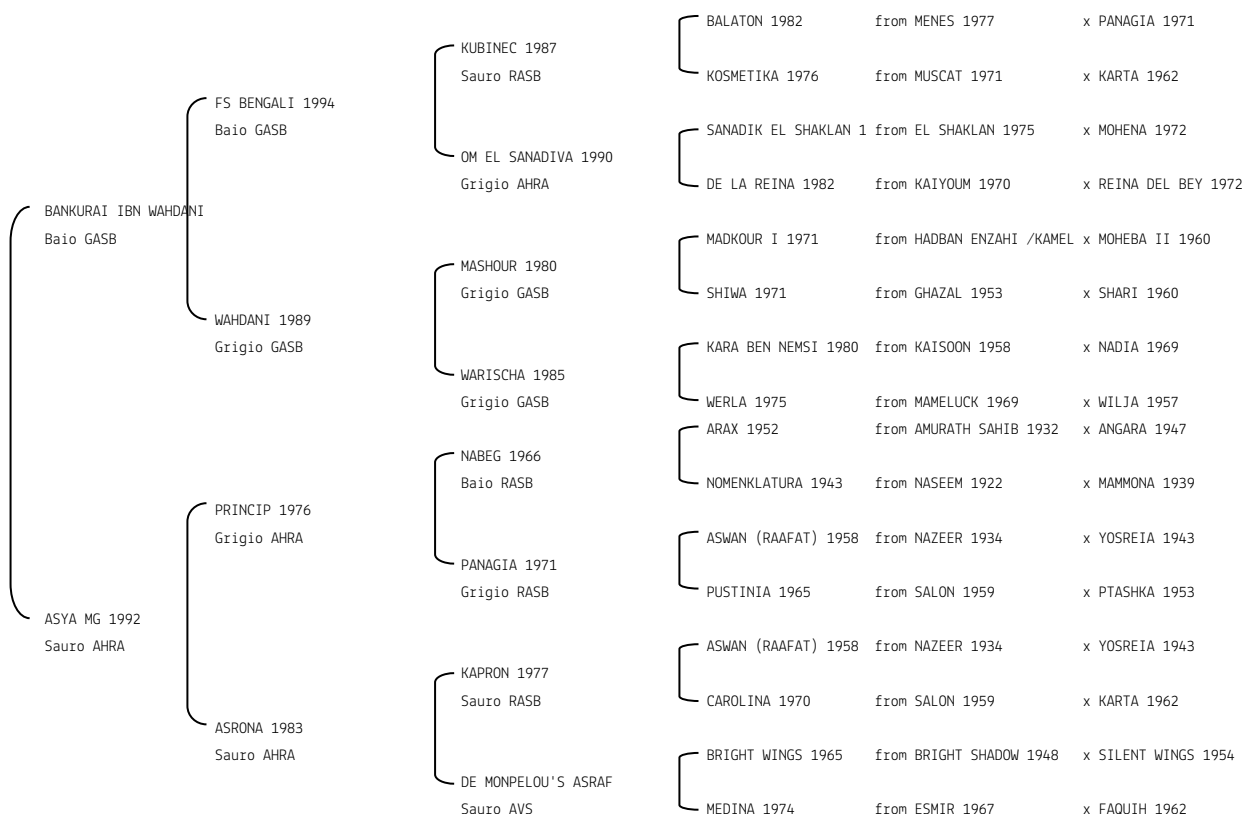 BALATON 1982 from MENES 1977 x PANAGIA 1971
KUBINEC 1987
Sauro RASB
KOSMETIKA 1976 from MUSCAT 1971 x KARTA 1962
FS BENGALI 1994
Baio GASB
SANADIK EL SHAKLAN 1 from EL SHAKLAN 1975 x MOHENA 1972
OM EL SANADIVA 1990
Grigio AHRA
DE LA REINA 1982 from KAIYOUM 1970 x REINA DEL BEY 1972
BANKURAI IBN WAHDANI
Baio GASB
MADKOUR I 1971 from HADBAN ENZAHI /KAMEL x MOHEBA II 1960
MASHOUR 1980
Grigio GASB
SHIWA 1971 from GHAZAL 1953 x SHARI 1960
WAHDANI 1989
Grigio GASB
KARA BEN NEMSI 1980 from KAISOON 1958 x NADIA 1969
WARISCHA 1985
Grigio GASB
WERLA 1975 from MAMELUCK 1969 x WILJA 1957
ARAX 1952 from AMURATH SAHIB 1932 x ANGARA 1947
NABEG 1966
Baio RASB
NOMENKLATURA 1943 from NASEEM 1922 x MAMMONA 1939
PRINCIP 1976
Grigio AHRA
ASWAN (RAAFAT) 1958 from NAZEER 1934 x YOSREIA 1943
PANAGIA 1971
Grigio RASB
PUSTINIA 1965 from SALON 1959 x PTASHKA 1953
ASYA MG 1992
Sauro AHRA
ASWAN (RAAFAT) 1958 from NAZEER 1934 x YOSREIA 1943
KAPRON 1977
Sauro RASB
CAROLINA 1970 from SALON 1959 x KARTA 1962
ASRONA 1983
Sauro AHRA
BRIGHT WINGS 1965 from BRIGHT SHADOW 1948 x SILENT WINGS 1954
DE MONPELOU'S ASRAF
Sauro AVS
MEDINA 1974 from ESMIR 1967 x FAQUIH 1962